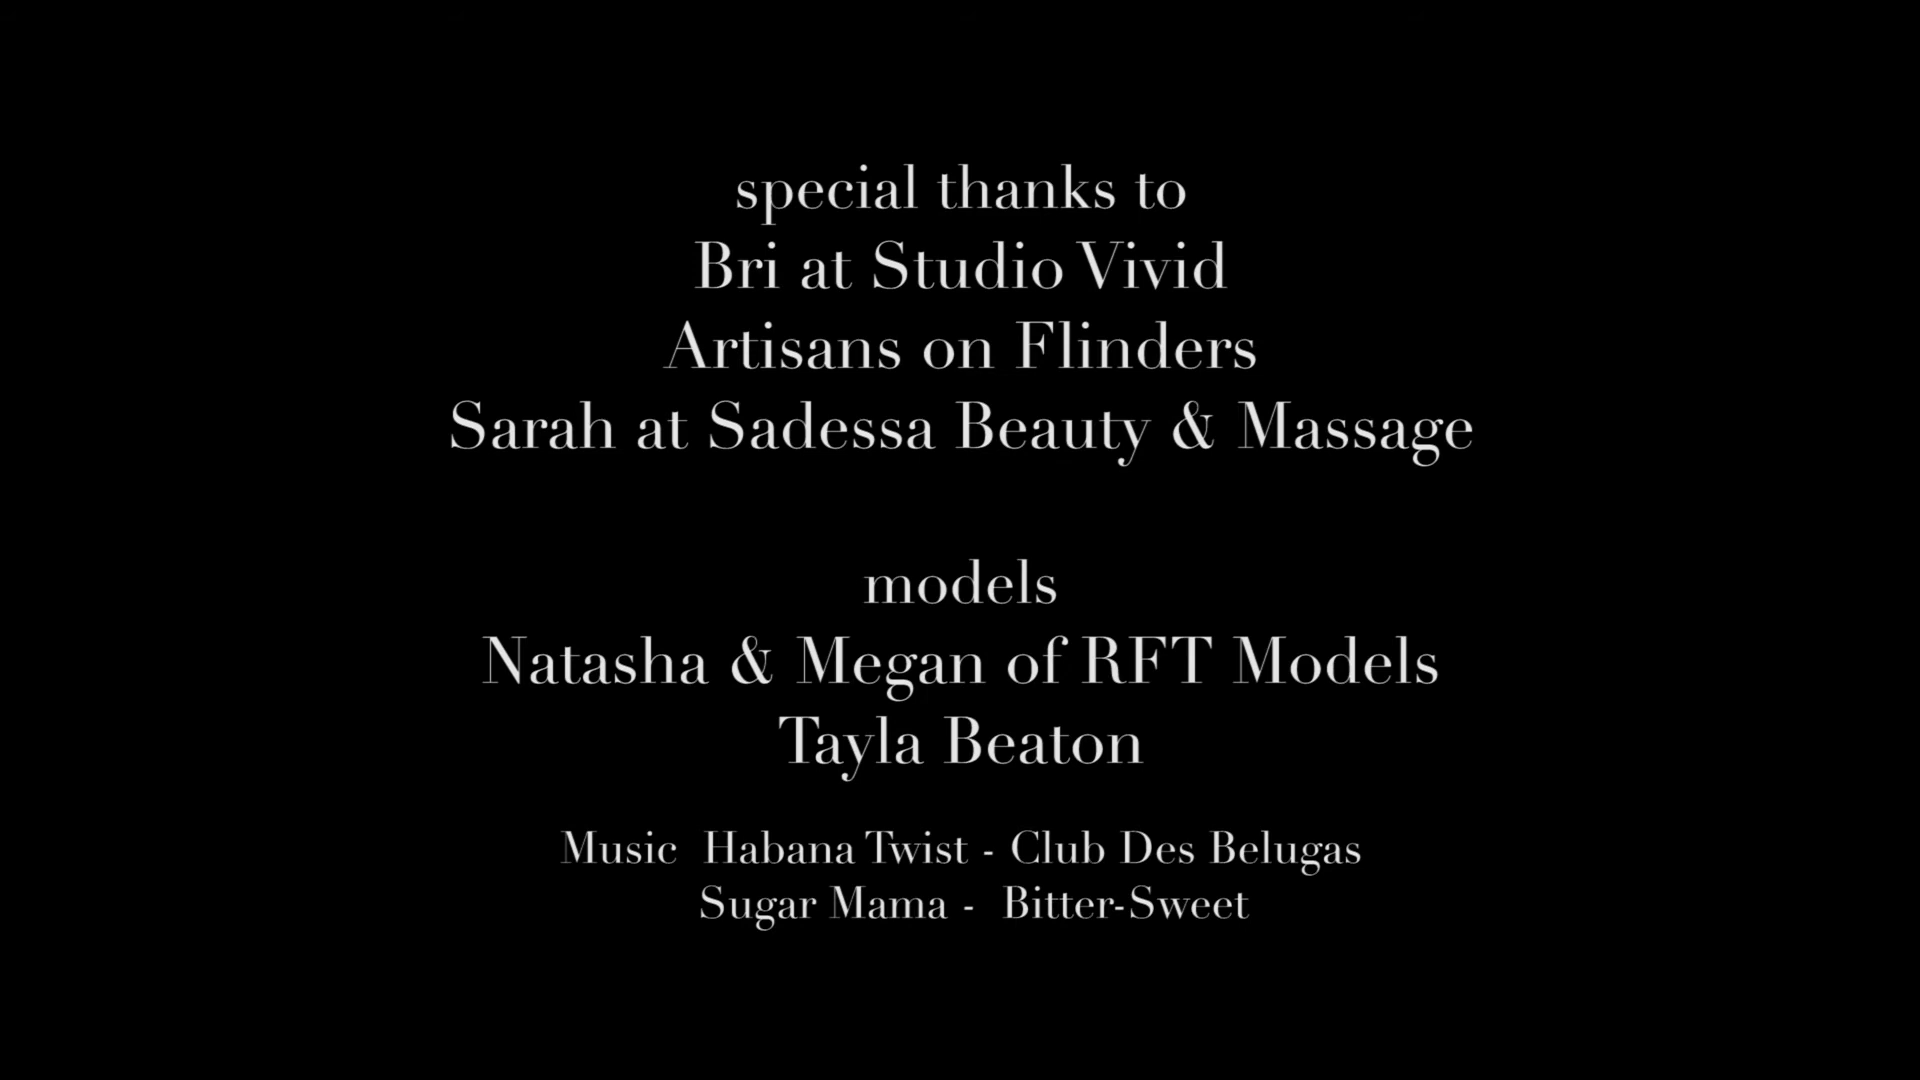 special thanks to
Bri at Studio Vivid
Artisans on Flinders
Sarah at Sadessa Beauty & Massage
models
Natasha & Megan of RFT Models
Tayla Beaton
Music  Habana Twist - Club Des Belugas
Sugar Mama -  Bitter-Sweet